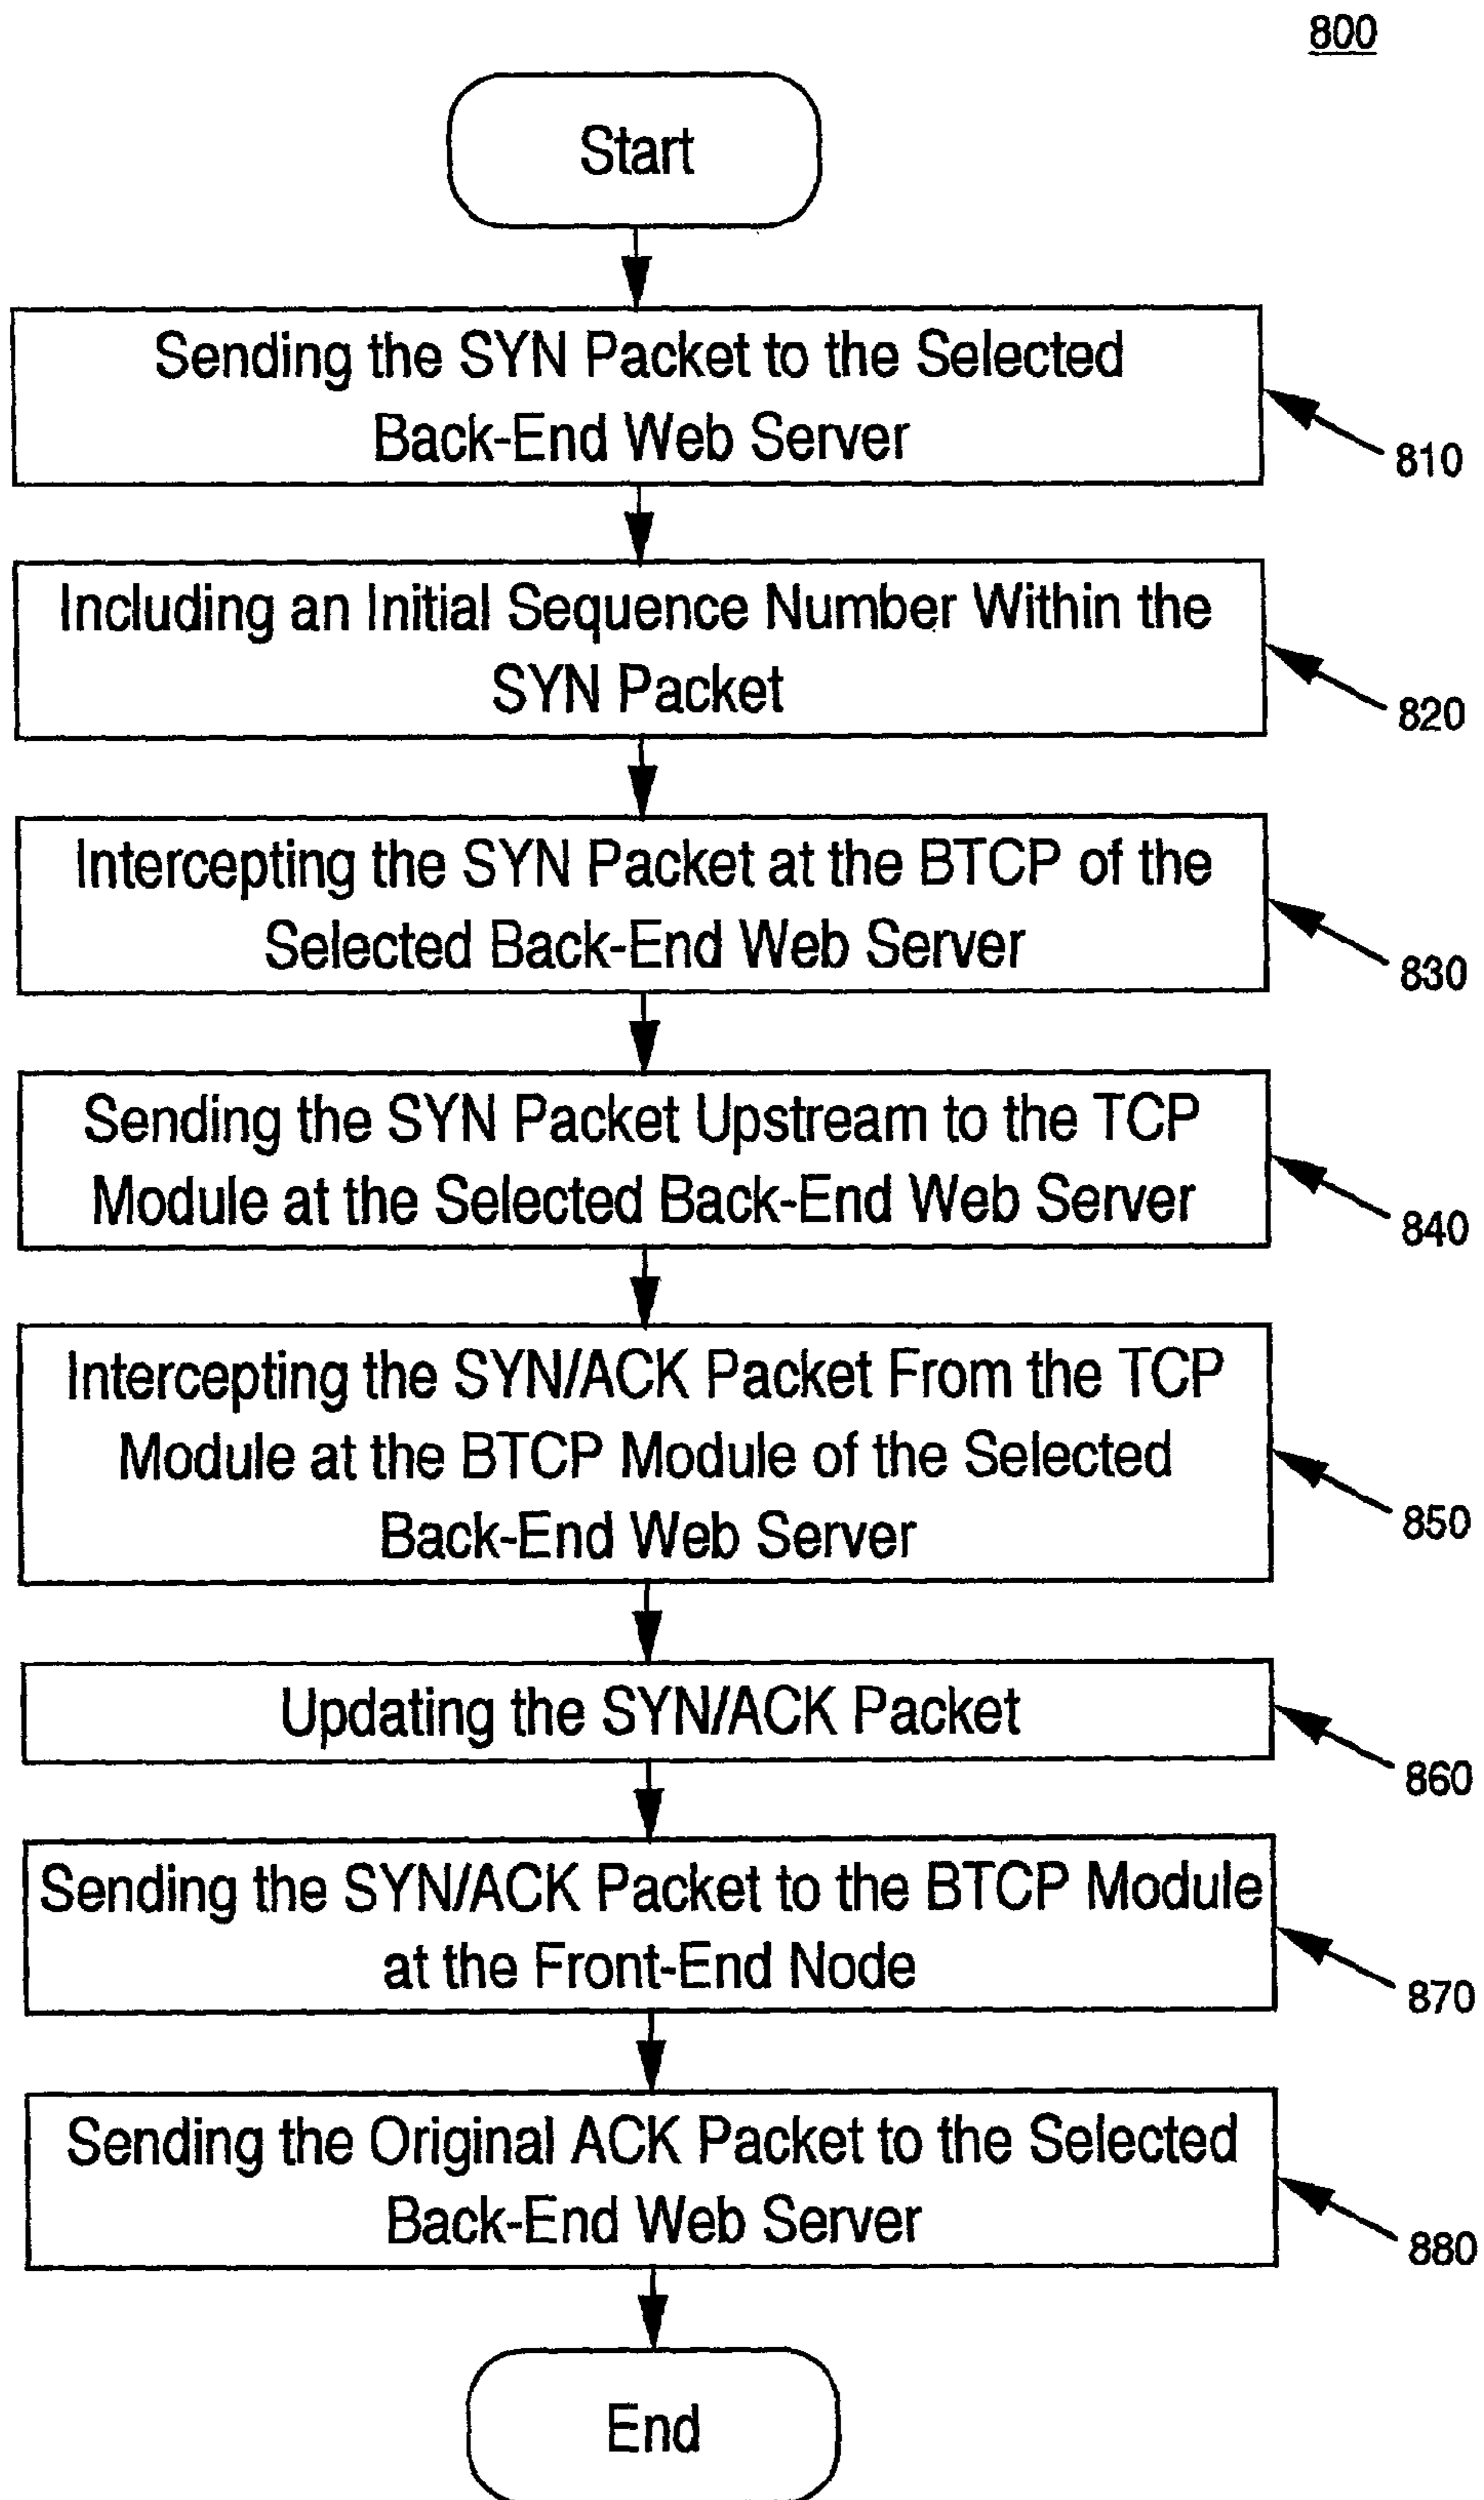 800
Start
Sending the SYN Packet to the Selected
Back-End Web Server
810
Including an Initial Sequence Number Within the
SYN Packet
820
Intercepting the SYN Packet at the BTCP of the
Selected Back-End Web Server
830
Sending the SYN Packet Upstream to the TCP
Module at the Selected Back-End Web Server
840
Intercepting the SYN/ACK Packet From the TCP
Module at the BTCP Module of the Selected
Back-End Web Server
850
Updating the SYN/ACK Packet
860
Sending the SYN/ACK Packet to the BTCP Module
at the Front-End Node
870
Sending the Original ACK Packet to the Selected
Back-End Web Server
880
End